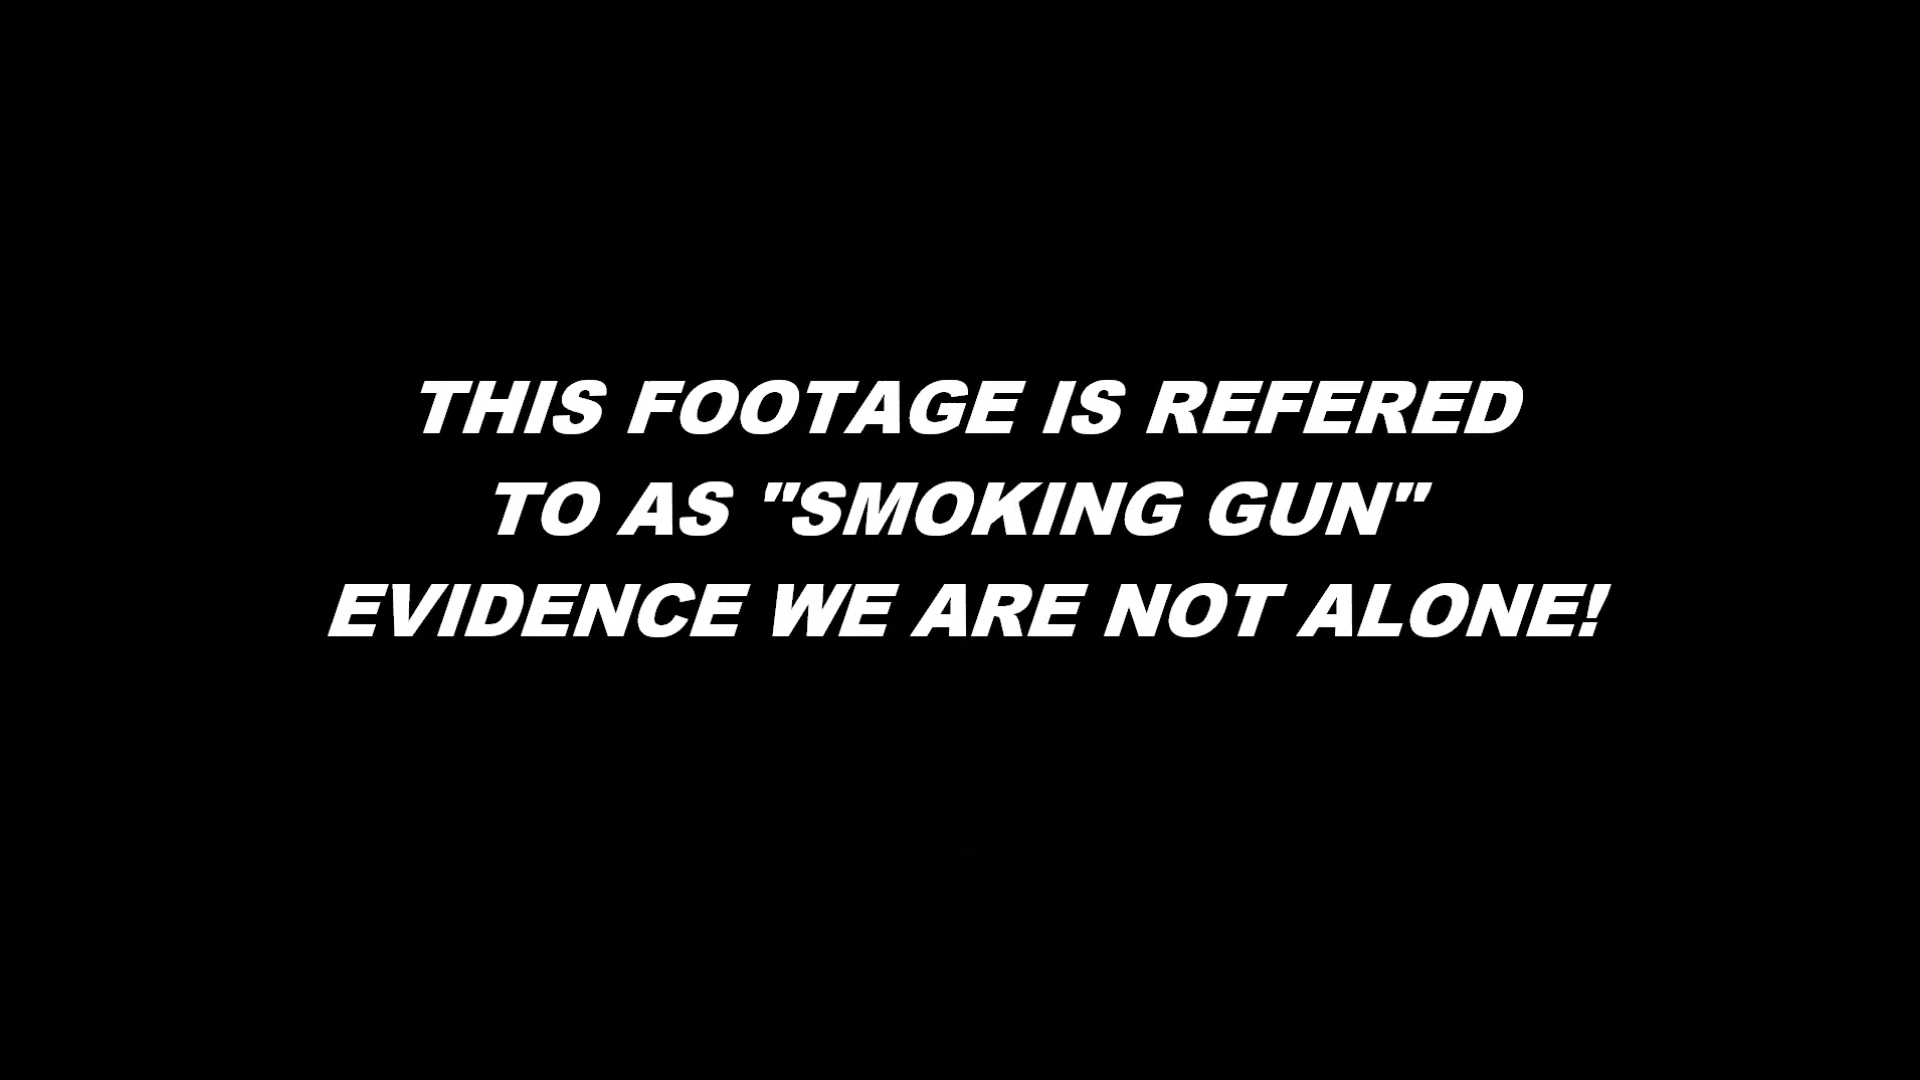 THIS FOOTAGE IS REFERED
TO AS "SMOKING GUN"
EVIDENCE WE ARE NOT ALONE!